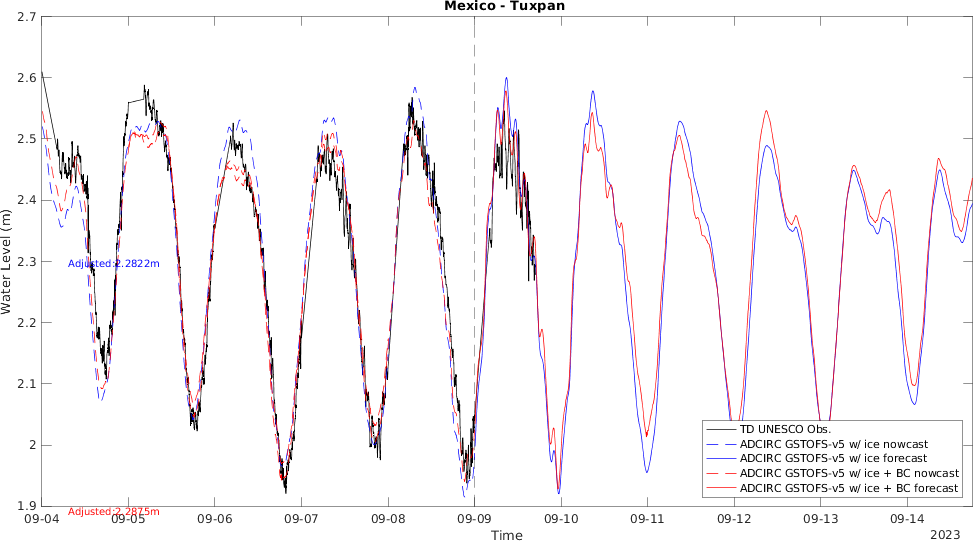 Mexico - Tuxpan
2.7
2.6
2.5
2.4
2.3
2.2
2.1
2
1.9
Water Level (m)
Adjusted:2.2822m
Adjusted:2.2875m
TD UNESCO Obs.
ADCIRC GSTOFS-v5 w/ ice nowcast
ADCIRC GSTOFS-v5 w/ ice forecast
ADCIRC GSTOFS-v5 w/ ice + BC nowcast
ADCIRC GSTOFS-v5 w/ ice + BC forecast
09-04 09-05 09-06 09-07 09-08 09-09 09-10 09-11 09-12 09-13 09-14
Time
2023